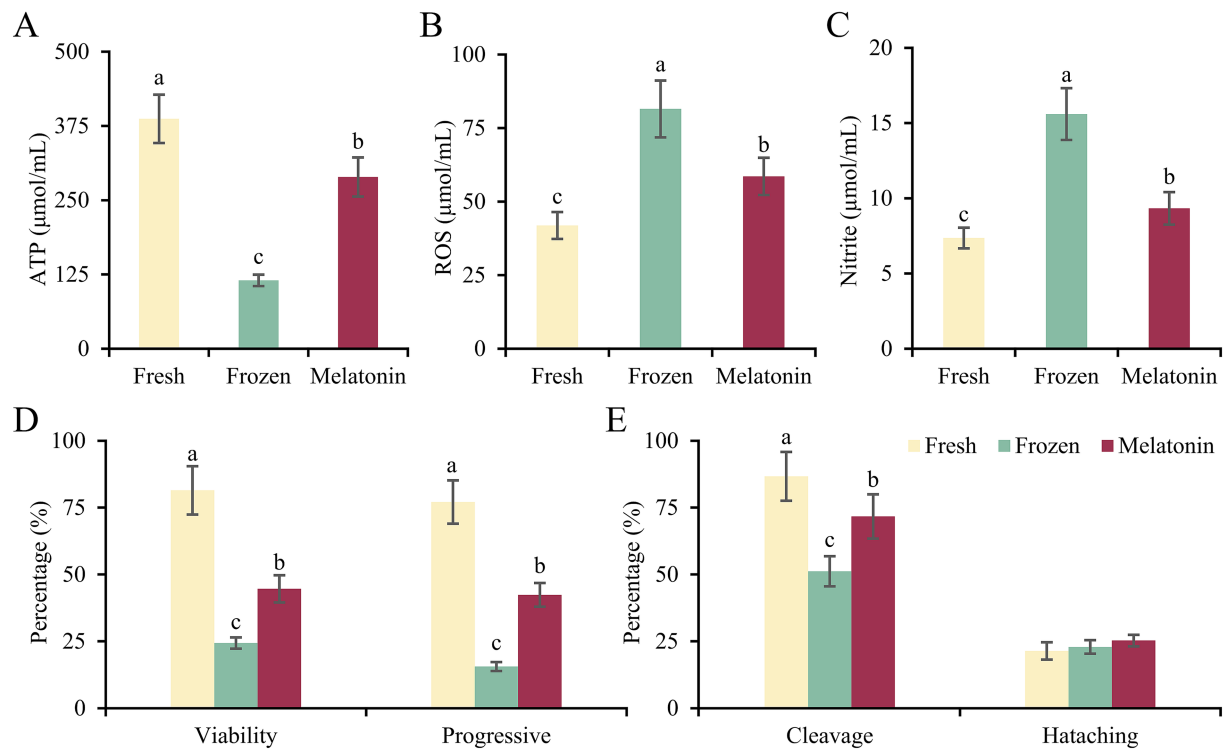 A
B
C
500
375
250
125
0
ATP (μmol/mL)
a
c
b
Fresh Frozen Melatonin
100
75
50
25
0
ROS (μmol/mL)
c
a
b
Fresh Frozen Melatonin
20
15
10
5
0
Nitrite (μmol/mL)
c
a
b
Fresh Frozen Melatonin
D
E
100
75
50
25
0
Percentage (%)
a
c
b
a
c
b
Viability Progressive
100
75
50
25
0
Percentage (%)
a
c
b
Fresh Frozen Melatonin
Cleavage Hataching